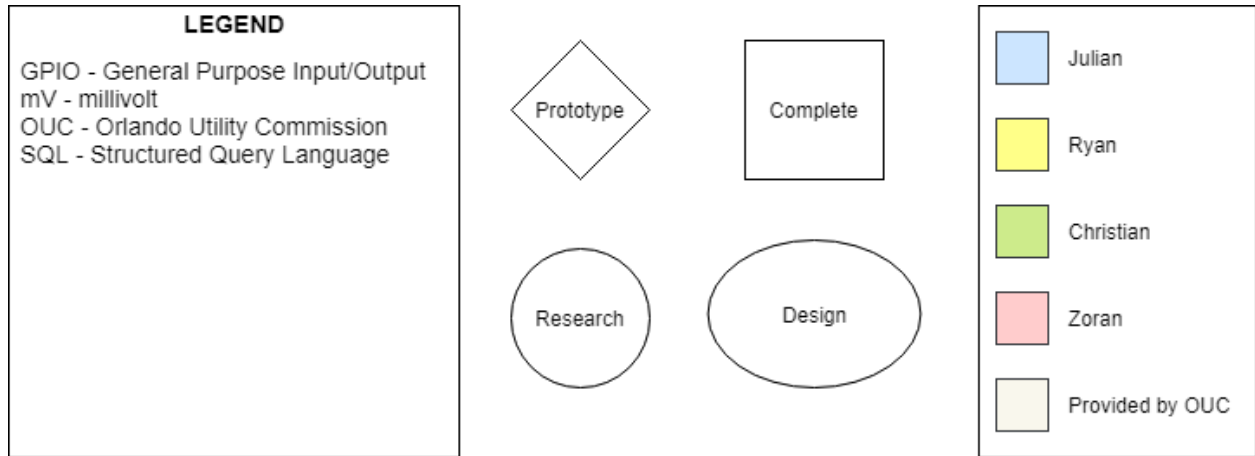 LEGEND
GPIO - General Purpose Input/Output
mV - millivolt
OUC - Orlando Utility Commission
SQL - Structured Query Language
Prototype
Complete
Research
Design
Julian
Ryan
Christian
Zoran
Provided by OUC